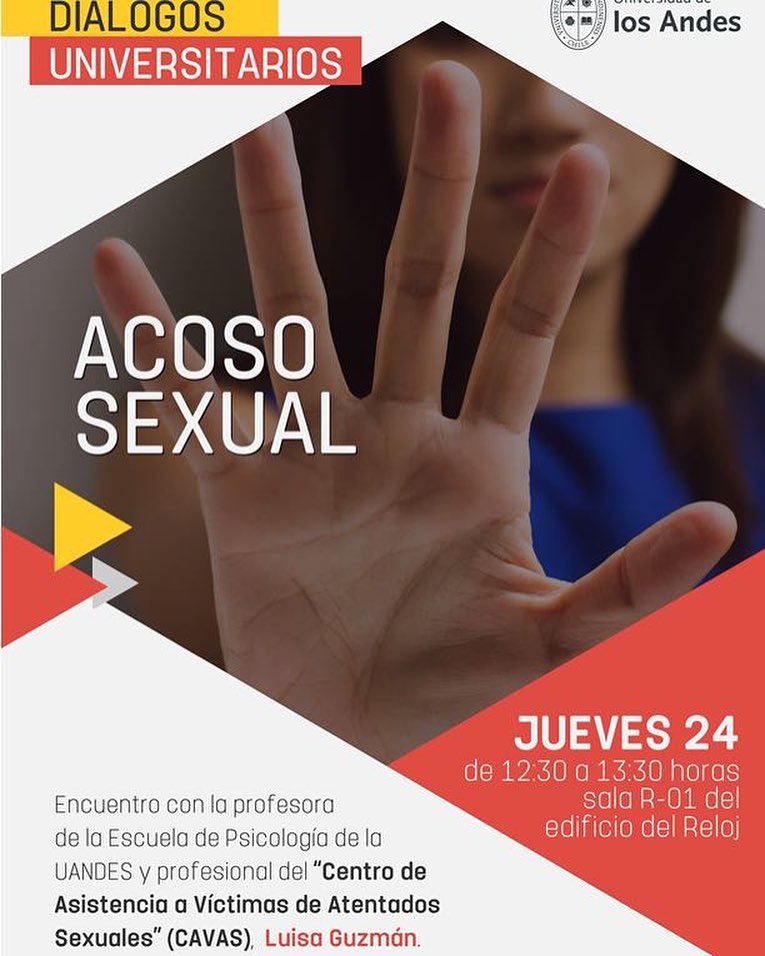 DIÁLOGOS
UNIVERSITARIOS
Universidad de
los Andes
ACOSO
SEXUAL
JUEVES 24
de 12:30 a 13:30 horas
sala R-01 del
edificio del Reloj
Encuentro con la profesora
de la Escuela de Psicología de la
UANDES y profesional del “Centro de
Asistencia a Víctimas de Atentados
Sexuales” (CAVAS), Luisa Guzmán.